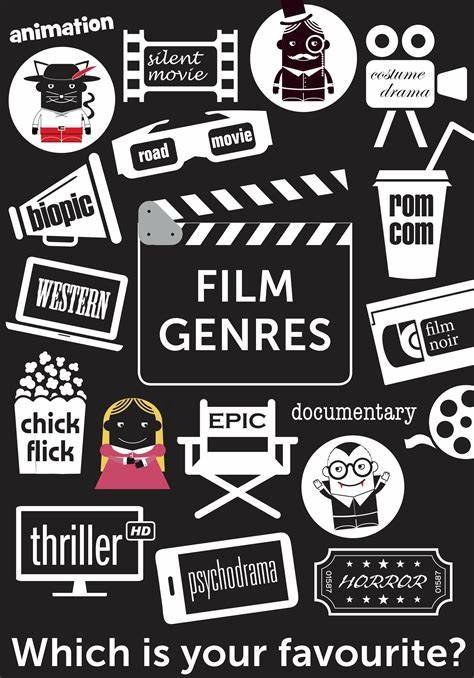 animation
silent
movie
costume
drama
road
movie
biopic
rom
com
WESTERN
FILM
GENRES
film
noir
chick
flick
EPIC
documentary
thriller
HD
psychodrama
01587
HORROR
01587
Which is your favourite?